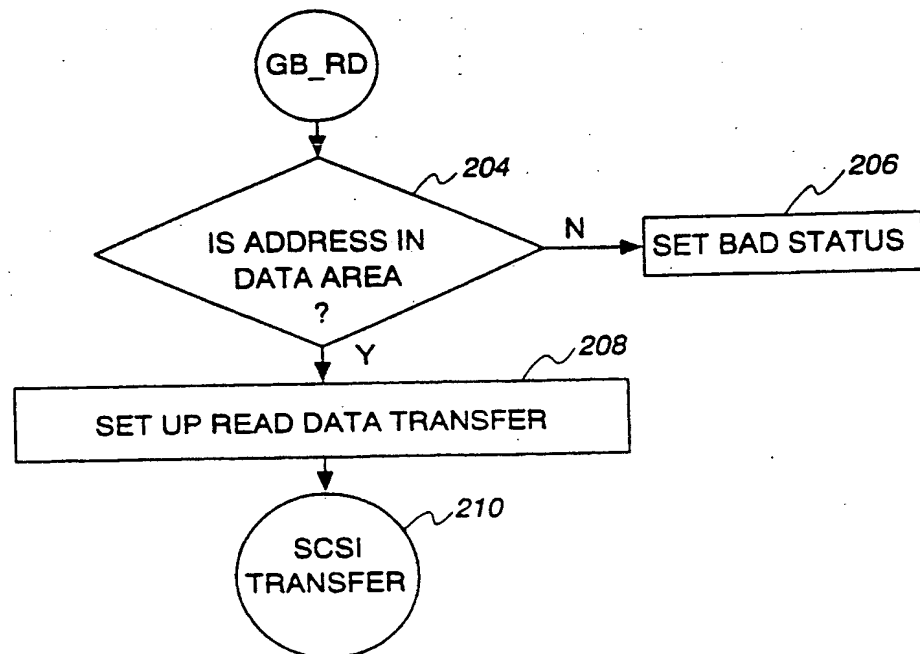 GB_RD
204
206
IS ADDRESS IN
DATA AREA
?
N
SET BAD STATUS
Y
208
SET UP READ DATA TRANSFER
210
SCSI
TRANSFER